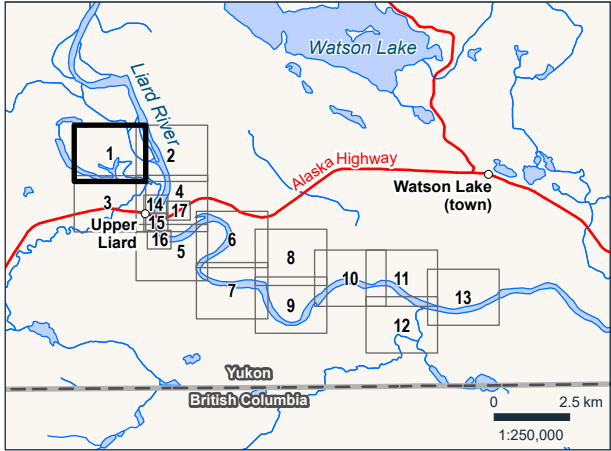 Watson Lake
Liard River
1
2
Alaska Highway
Watson Lake
(town)
3
4
14
17
15
Upper
Liard
16
5
6
7
8
9
10
11
12
13
Yukon
British Columbia
0 2.5 km
1:250,000